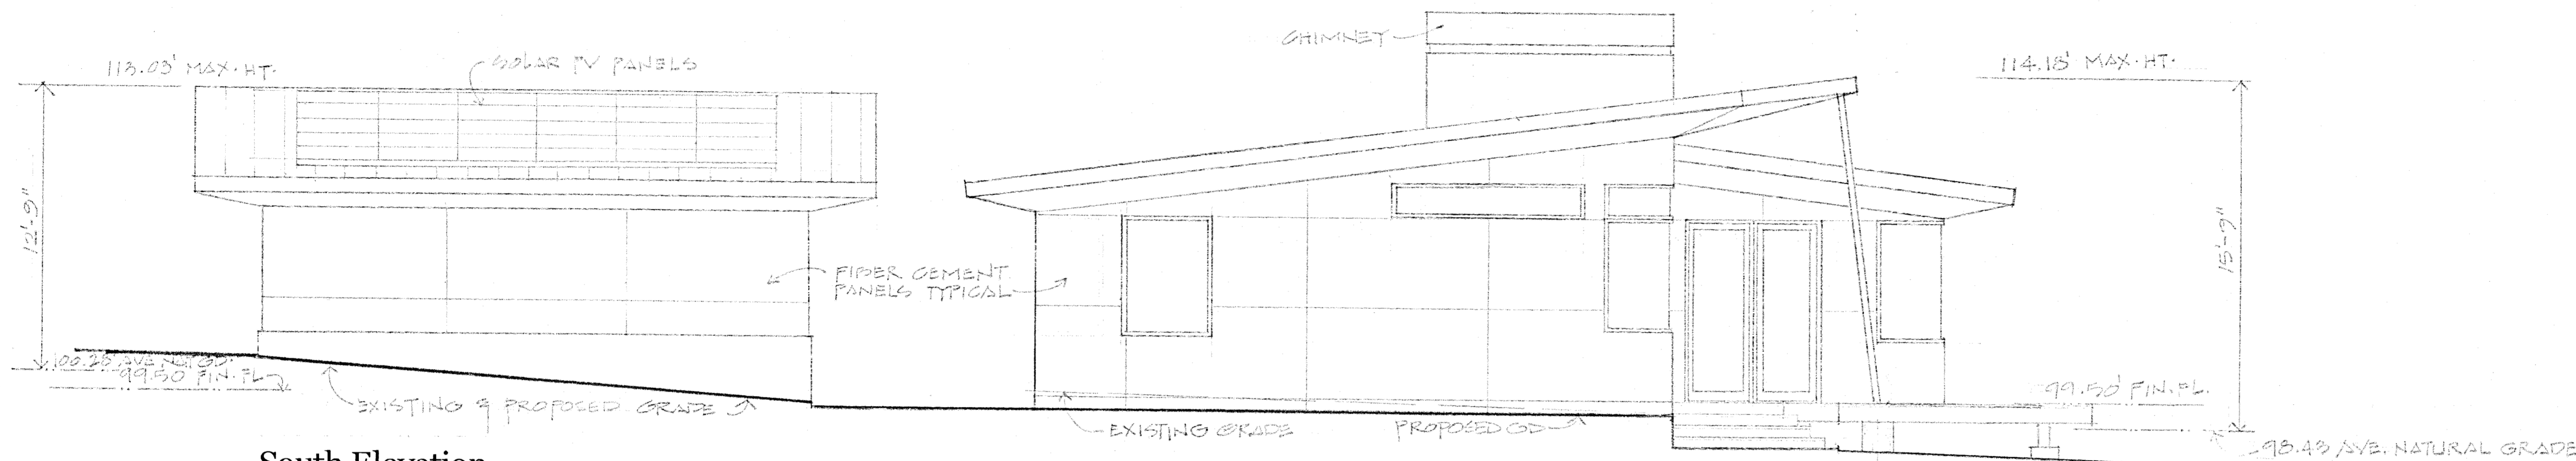 CHIMNEY
113.03' MAX. HT.
SOLAR PV PANELS
114.18' MAX. HT.
12'-9"
15'-9"
FIBER CEMENT
PANELS TYPICAL
100.28' AVE. NAT. GD.
99.50' FIN. FL.
EXISTING & PROPOSED GRADE
99.50' FIN. FL.
EXISTING GRADE
PROPOSED GD
98.43 AVE. NATURAL GRADE
South Elevation